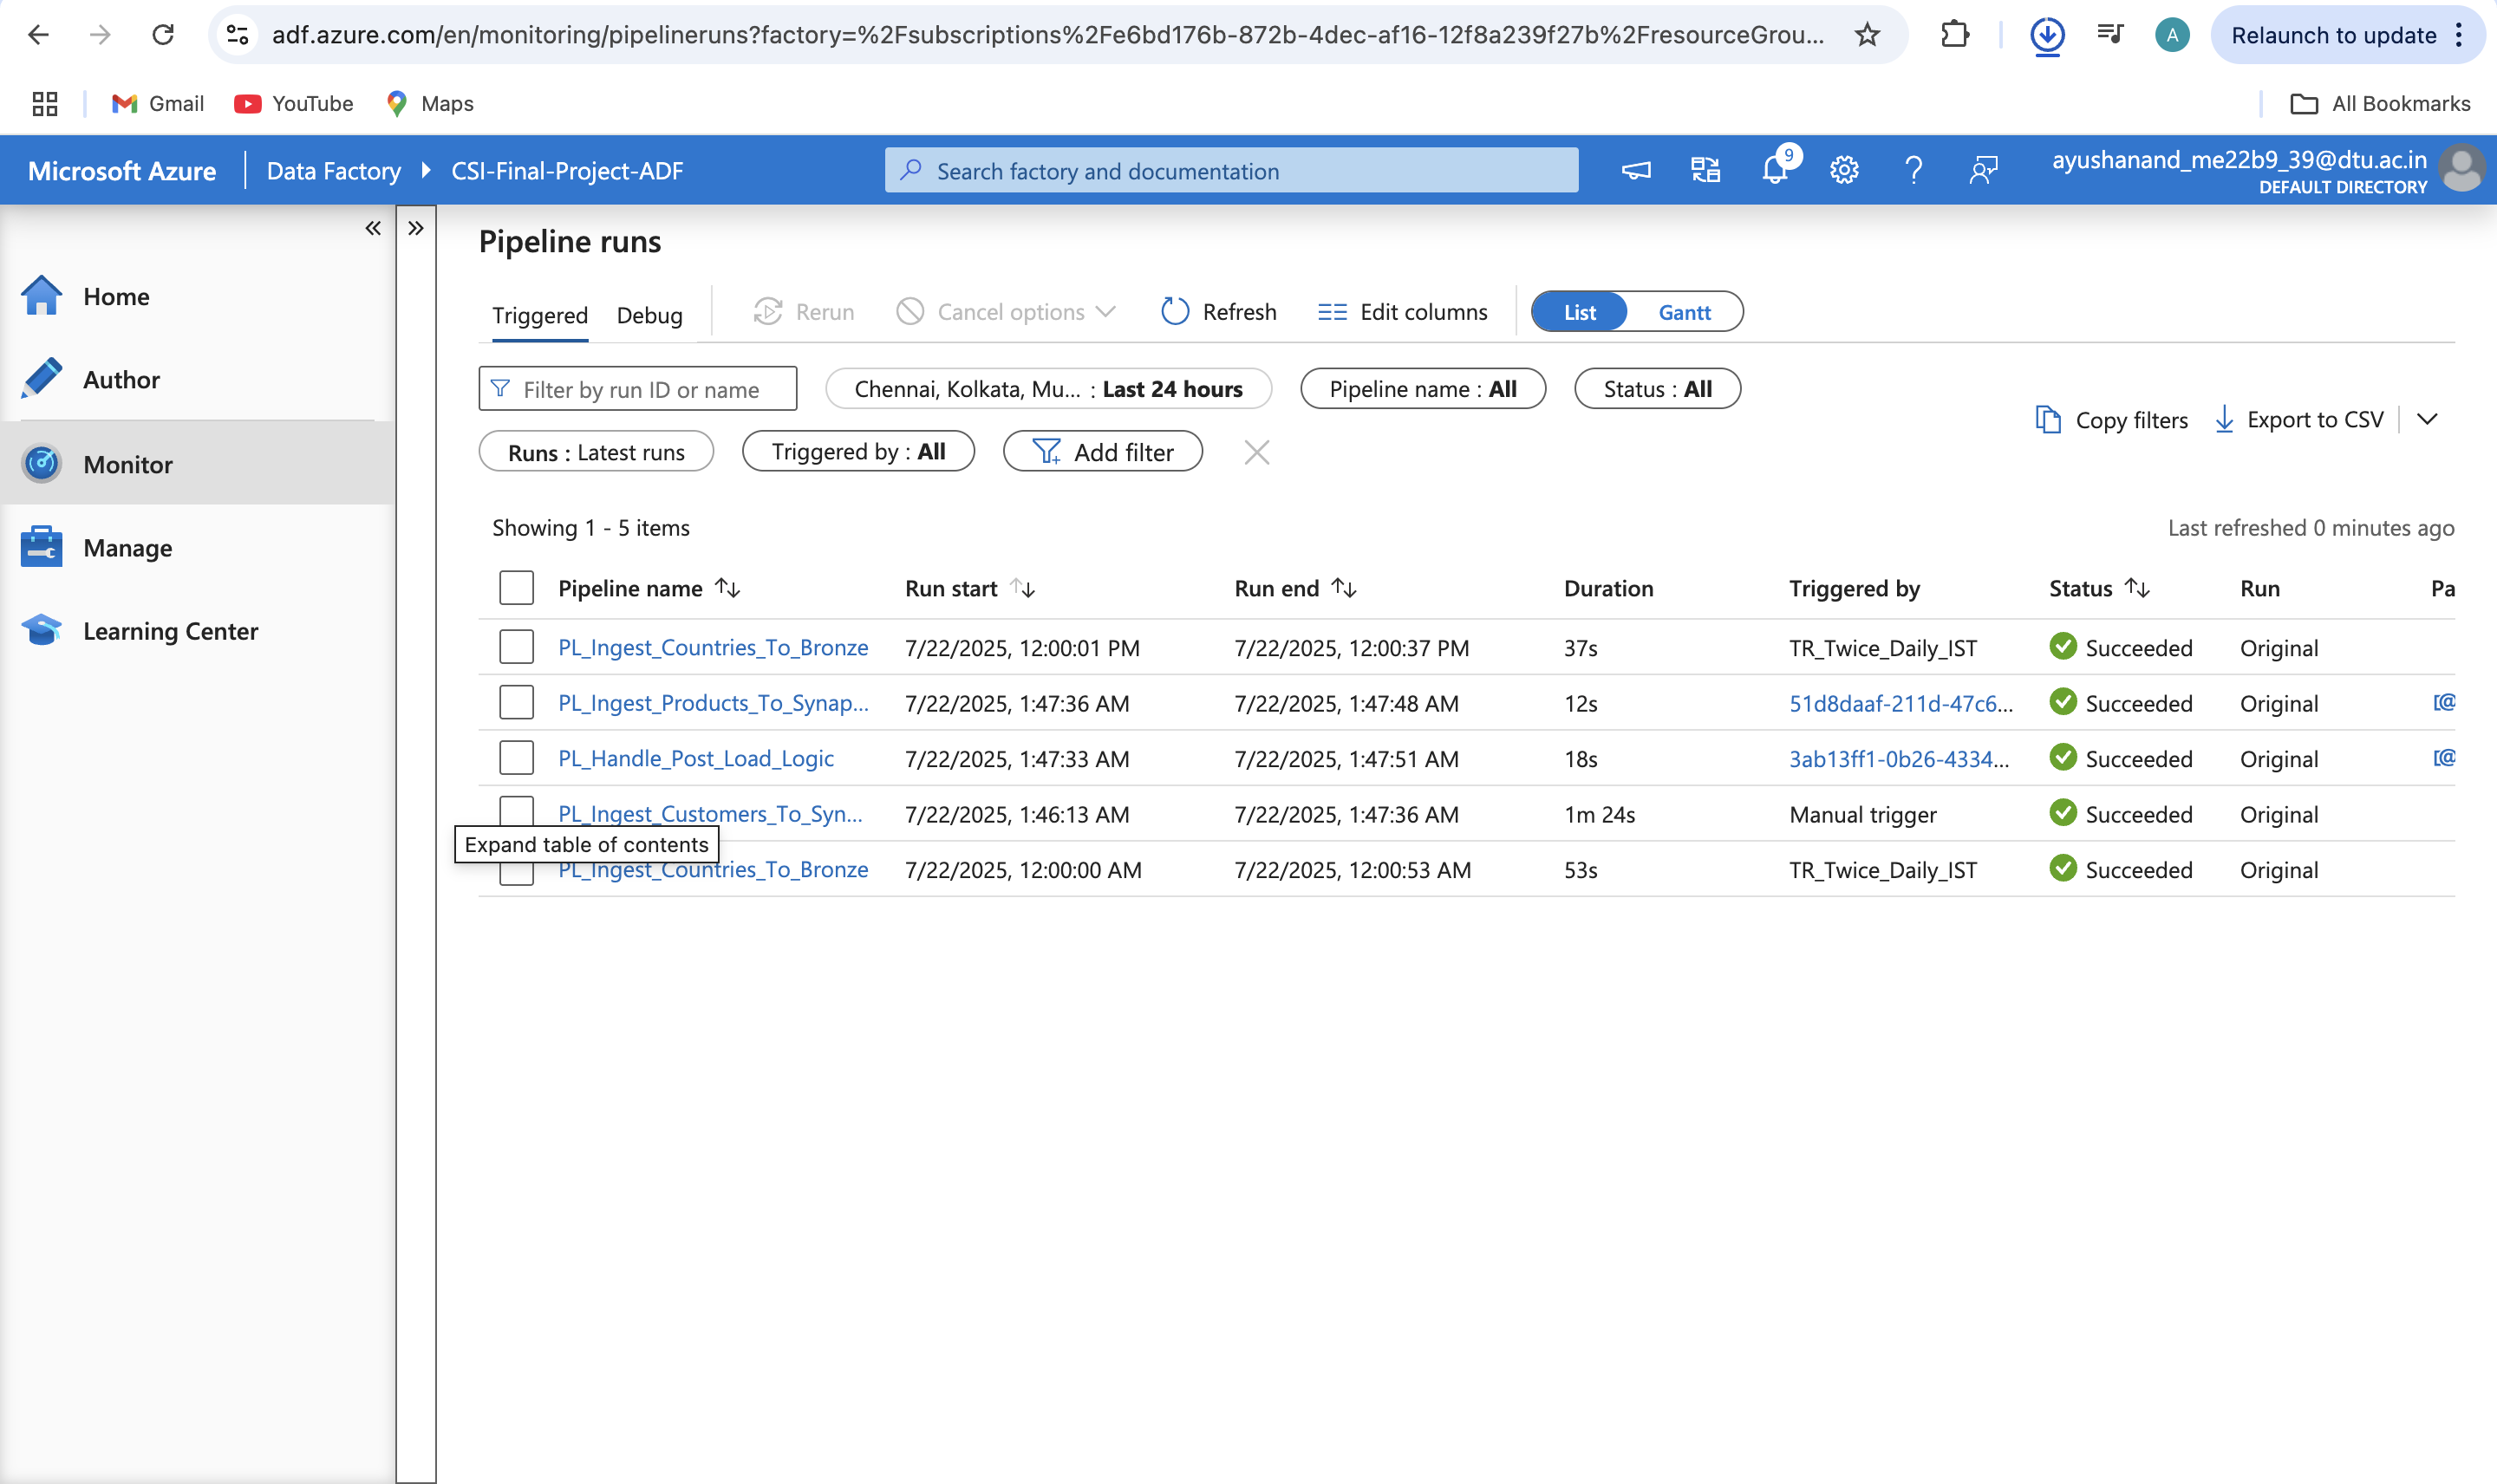 adf.azure.com/en/monitoring/pipelineruns?factory=%2Fsubscriptions%2Fe6bd176b-872b-4dec-af16-12f8a239f27b%2FresourceGrou...
A
Relaunch to update
Gmail
YouTube
Maps
All Bookmarks
Microsoft Azure
Data Factory
CSI-Final-Project-ADF
Search factory and documentation
9
ayushanand_me22b9_39@dtu.ac.in
DEFAULT DIRECTORY
Home
Author
Monitor
Manage
Learning Center
Pipeline runs
Triggered Debug Rerun Cancel options Refresh Edit columns List Gantt
Filter by run ID or name Chennai, Kolkata, Mu... : Last 24 hours Pipeline name : All Status : All
Runs : Latest runs Triggered by : All Add filter
Copy filters Export to CSV
Showing 1 - 5 items Last refreshed 0 minutes ago
Pipeline name Run start Run end Duration Triggered by Status Run Pa
PL_Ingest_Countries_To_Bronze 7/22/2025, 12:00:01 PM 7/22/2025, 12:00:37 PM 37s TR_Twice_Daily_IST Succeeded Original
PL_Ingest_Products_To_Synap... 7/22/2025, 1:47:36 AM 7/22/2025, 1:47:48 AM 12s 51d8daaf-211d-47c6... Succeeded Original [@
PL_Handle_Post_Load_Logic 7/22/2025, 1:47:33 AM 7/22/2025, 1:47:51 AM 18s 3ab13ff1-0b26-4334... Succeeded Original [@
PL_Ingest_Customers_To_Syn... 7/22/2025, 1:46:13 AM 7/22/2025, 1:47:36 AM 1m 24s Manual trigger Succeeded Original
Expand table of contents
PL_Ingest_Countries_To_Bronze 7/22/2025, 12:00:00 AM 7/22/2025, 12:00:53 AM 53s TR_Twice_Daily_IST Succeeded Original